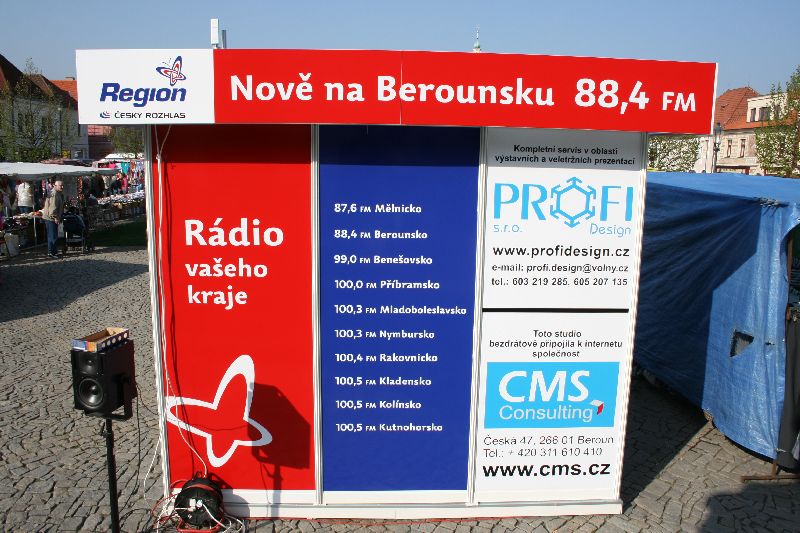 Region
ČESKÝ ROZHLAS
Nově na Berounsku 88,4 FM
Rádio
vašeho
kraje
87,6 FM Mělnicko
88,4 FM Berounsko
99,0 FM Benešovsko
100,0 FM Příbramsko
100,3 FM Mladoboleslavsko
100,3 FM Nymbursko
100,4 FM Rakovnicko
100,5 FM Kladensko
100,5 FM Kolínsko
100,5 FM Kutnohorsko
Kompletní servis v oblasti
výstavních a veletržních prezentací
PROFI
s.r.o. Design
www.profidesign.cz
e-mail: profi.design@volny.cz
tel.: 603 219 285, 605 207 135
Toto studio
bezdrátově připojila k internetu
společnost
CMS
Consulting
Česká 47, 266 01 Beroun
Tel.: + 420 311 610 410
www.cms.cz